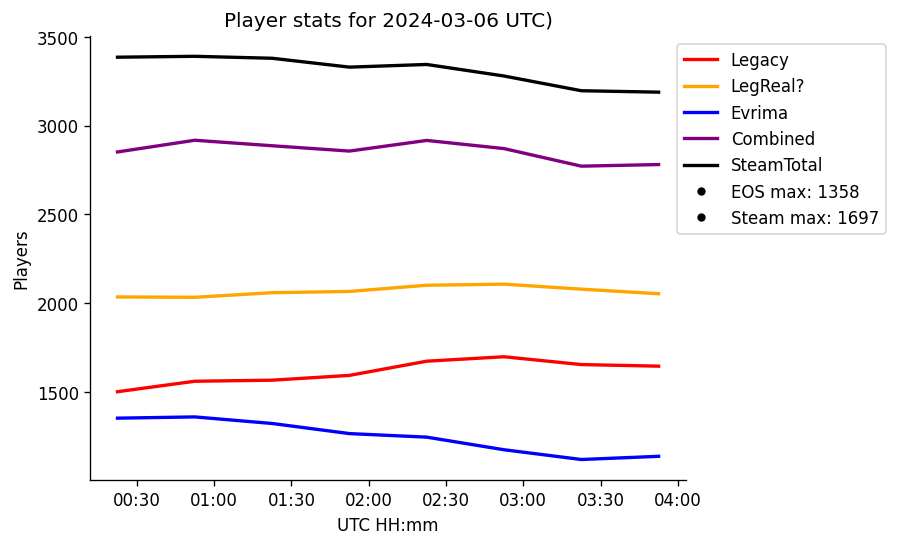 Player stats for 2024-03-06 UTC)
3500
3000
2500
2000
1500
Players
00:30 01:00 01:30 02:00 02:30 03:00 03:30 04:00
UTC HH:mm
Legacy
LegReal?
Evrima
Combined
SteamTotal
EOS max: 1358
Steam max: 1697